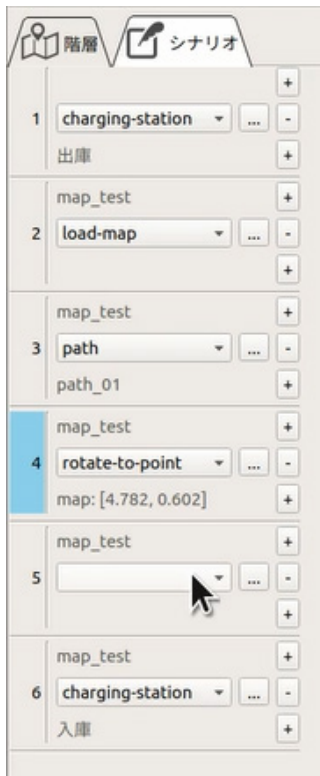 階層 シナリオ
+
1 charging-station ... -
出庫 +
map_test +
2 load-map ... -
+
map_test +
3 path ... -
path_01 +
map_test +
4 rotate-to-point ... -
map: [4.782, 0.602] +
map_test +
5 ... -
+
map_test +
6 charging-station ... -
入庫 +